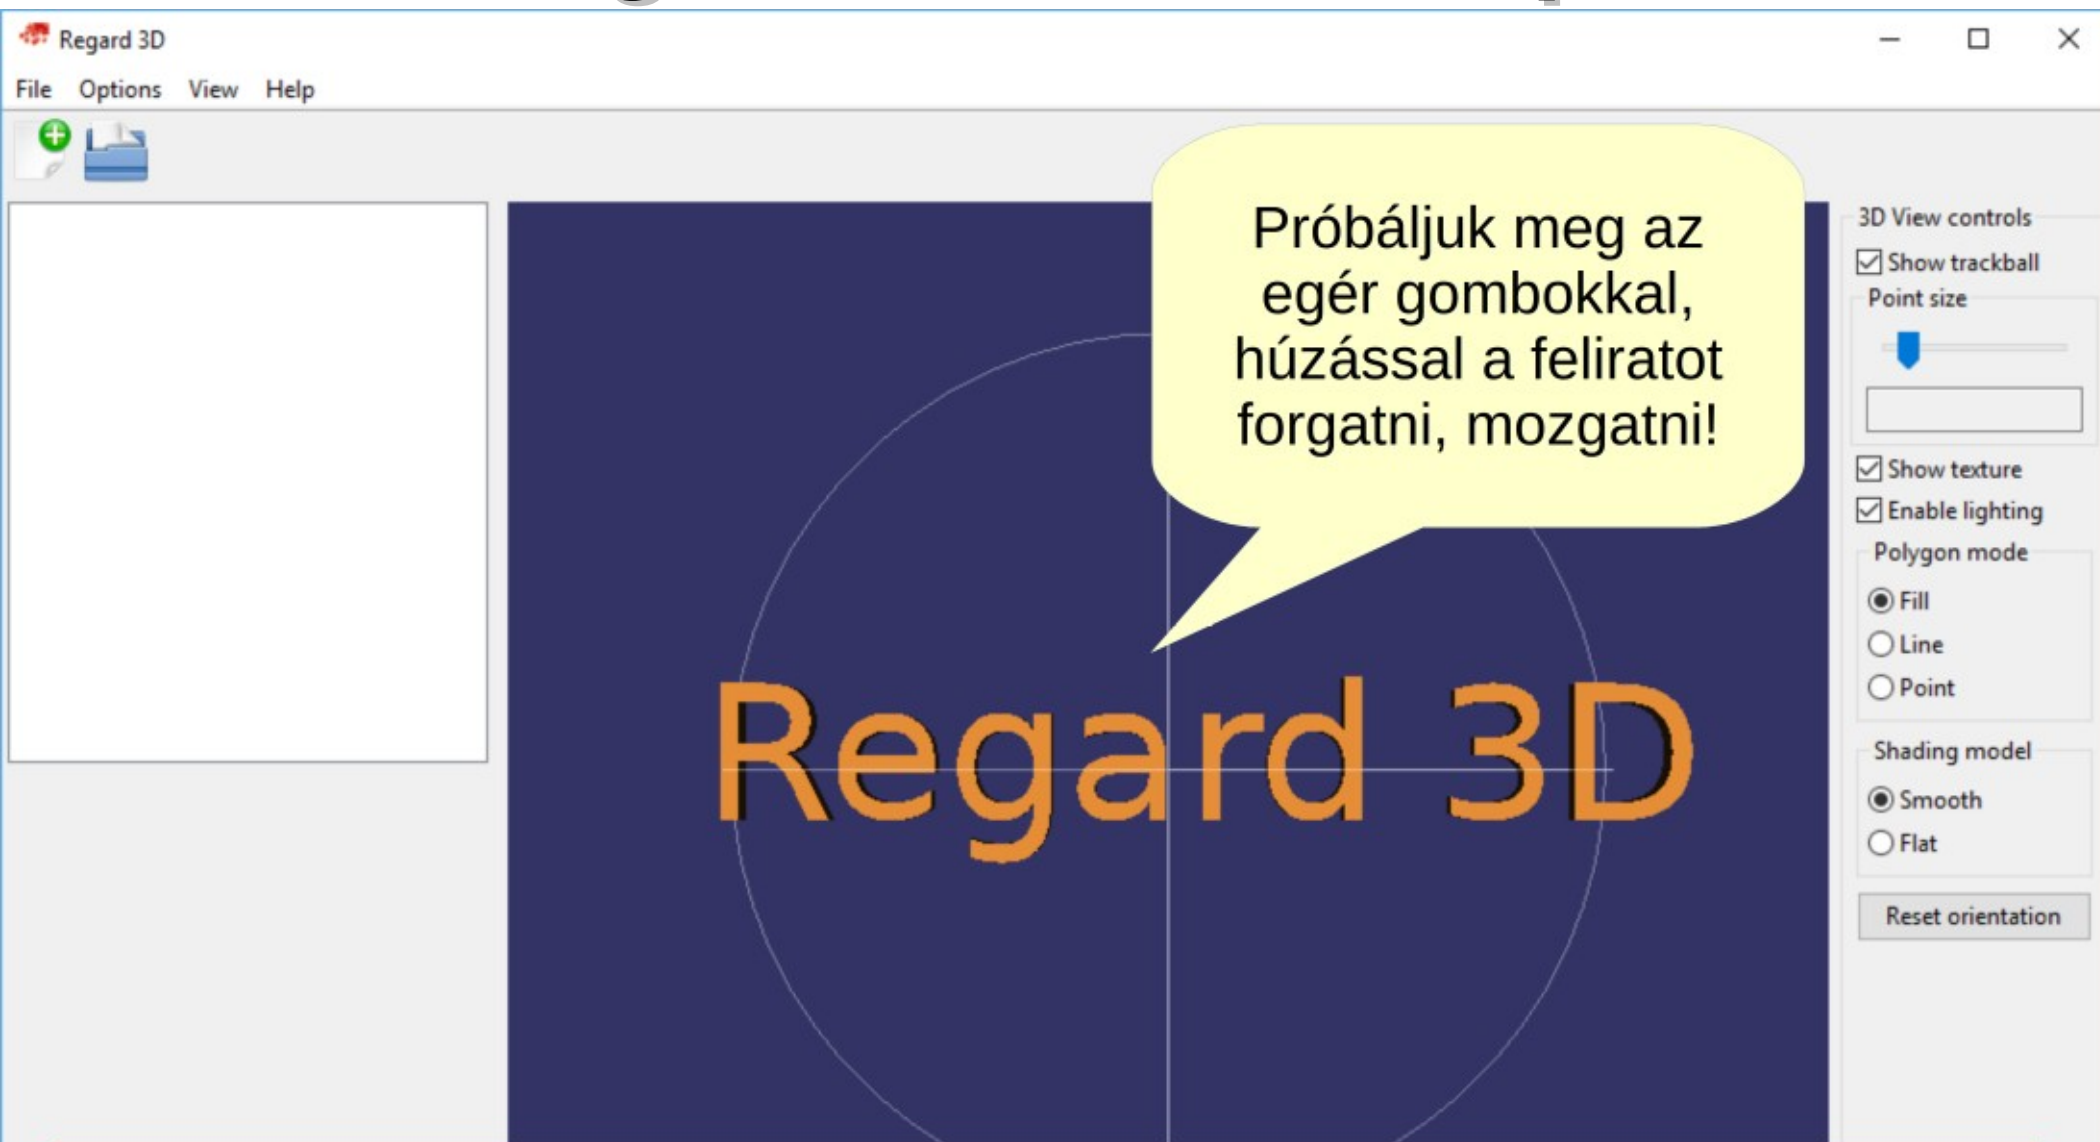 Regard 3D
File Options View Help
Próbáljuk meg az
egér gombokkal,
húzással a feliratot
forgatni, mozgatni!
Regard 3D
3D View controls
Show trackball
Point size
Show texture
Enable lighting
Polygon mode
Fill
Line
Point
Shading model
Smooth
Flat
Reset orientation